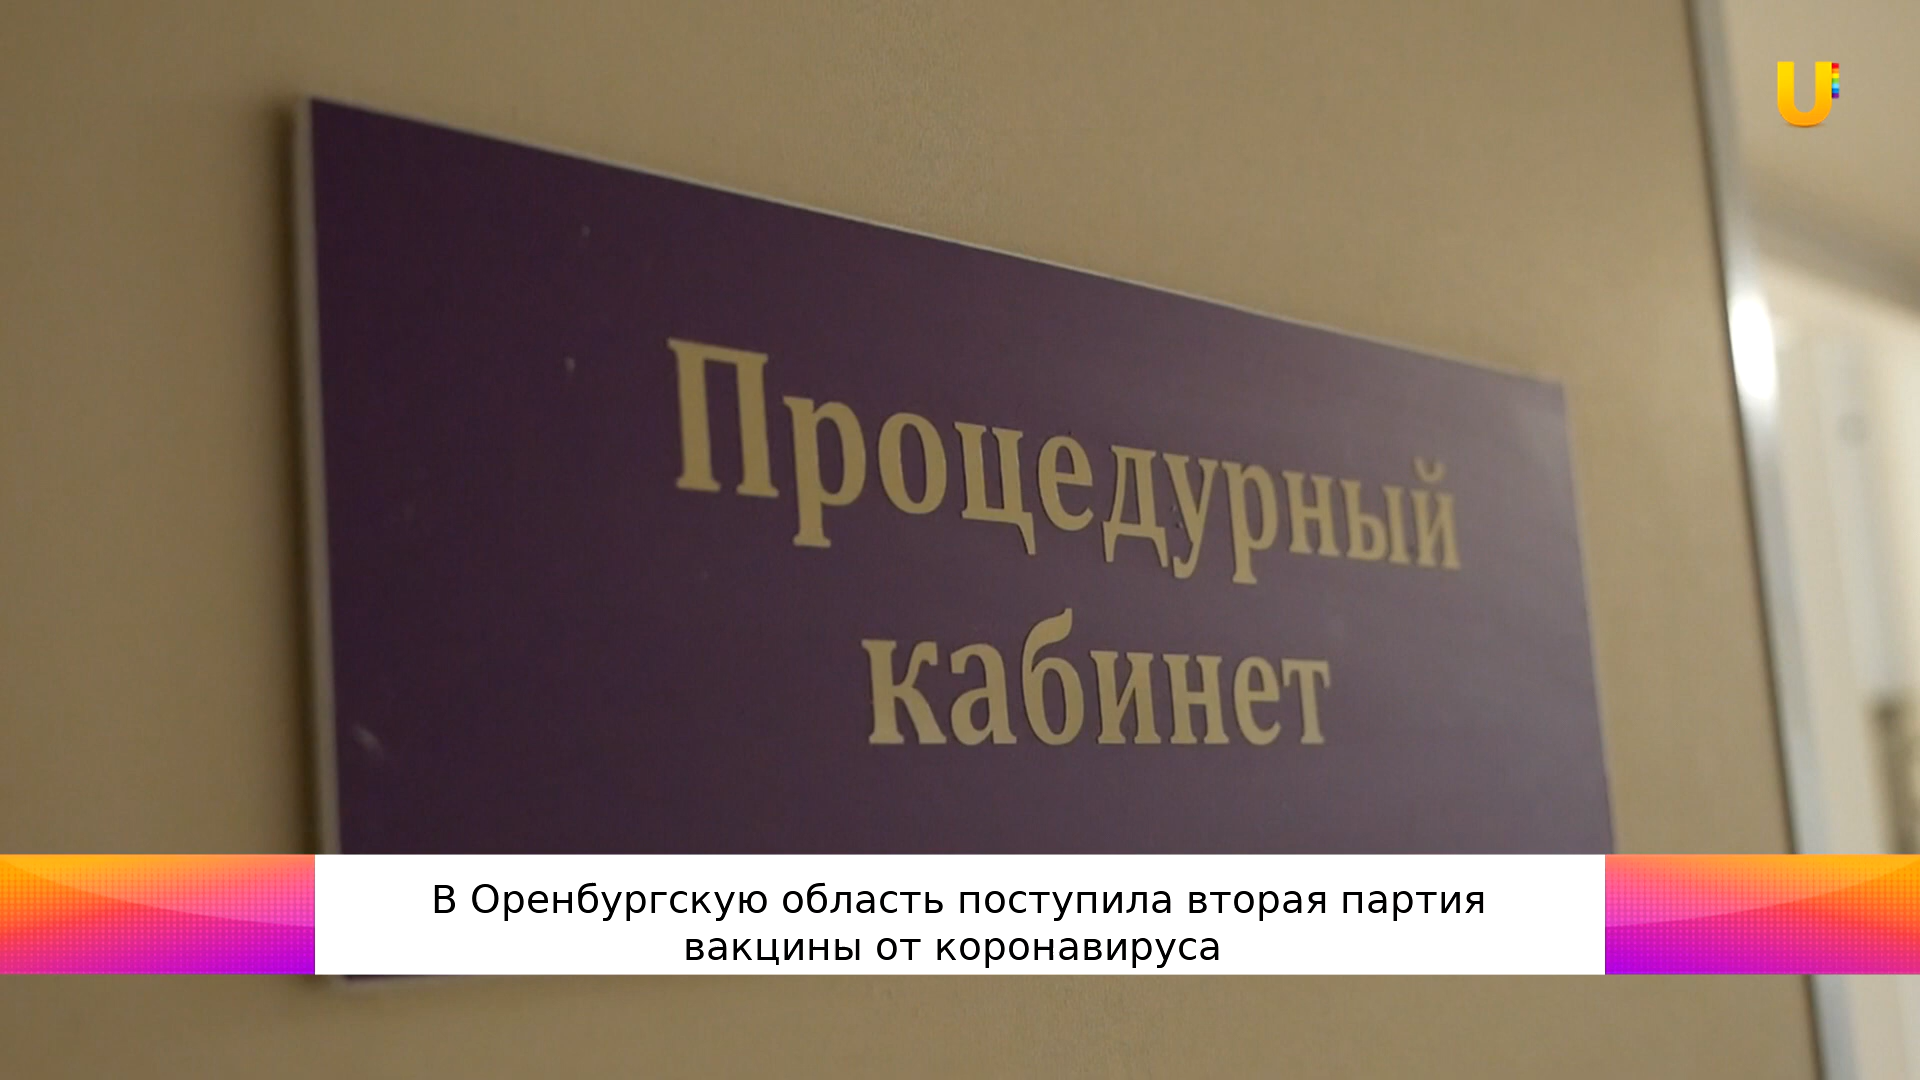 U
Процедурный
кабинет
В Оренбургскую область поступила вторая партия
вакцины от коронавируса